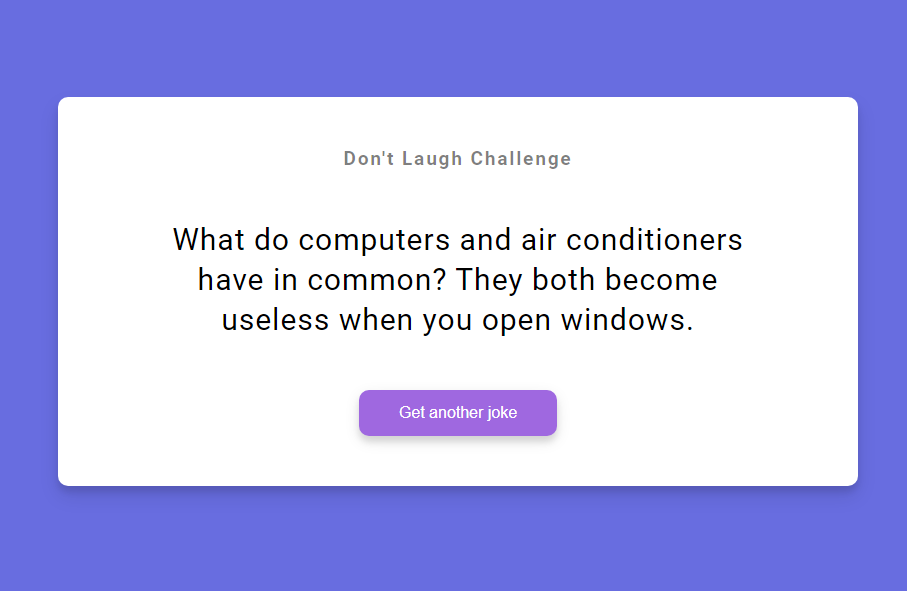 Don't Laugh Challenge
What do computers and air conditioners
have in common? They both become
useless when you open windows.
Get another joke